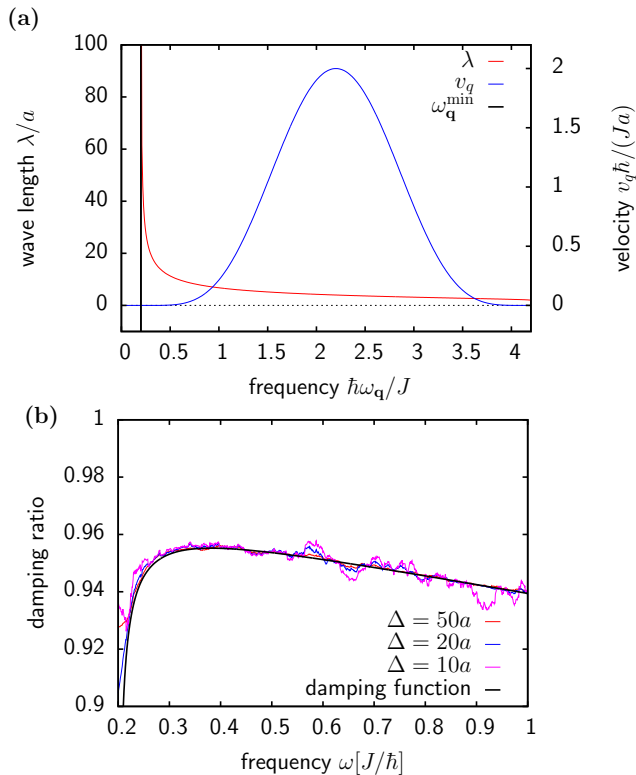 (a)
100
80
60
40
20
0
wave length λ/a
λ
v_q
ω_q^min
2
1.5
1
0.5
0
velocity v_qħ/(Ja)
0 0.5 1 1.5 2 2.5 3 3.5 4
frequency ħω_q/J
(b)
1
0.98
0.96
0.94
0.92
0.9
damping ratio
Δ = 50a
Δ = 20a
Δ = 10a
damping function
0.2 0.3 0.4 0.5 0.6 0.7 0.8 0.9 1
frequency ω[J/ħ]